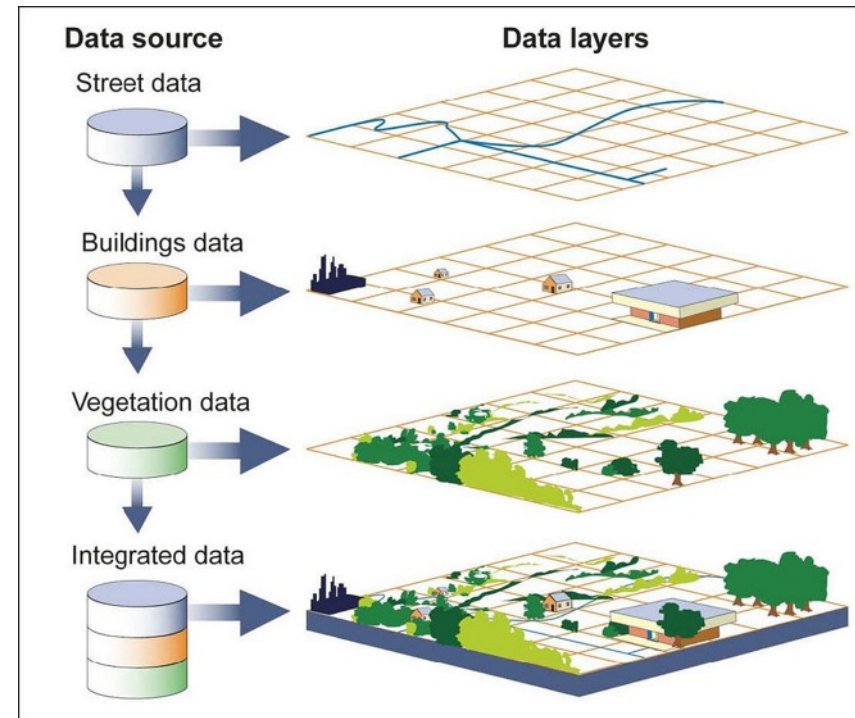 Data source
Data layers
Street data
Buildings data
Vegetation data
Integrated data